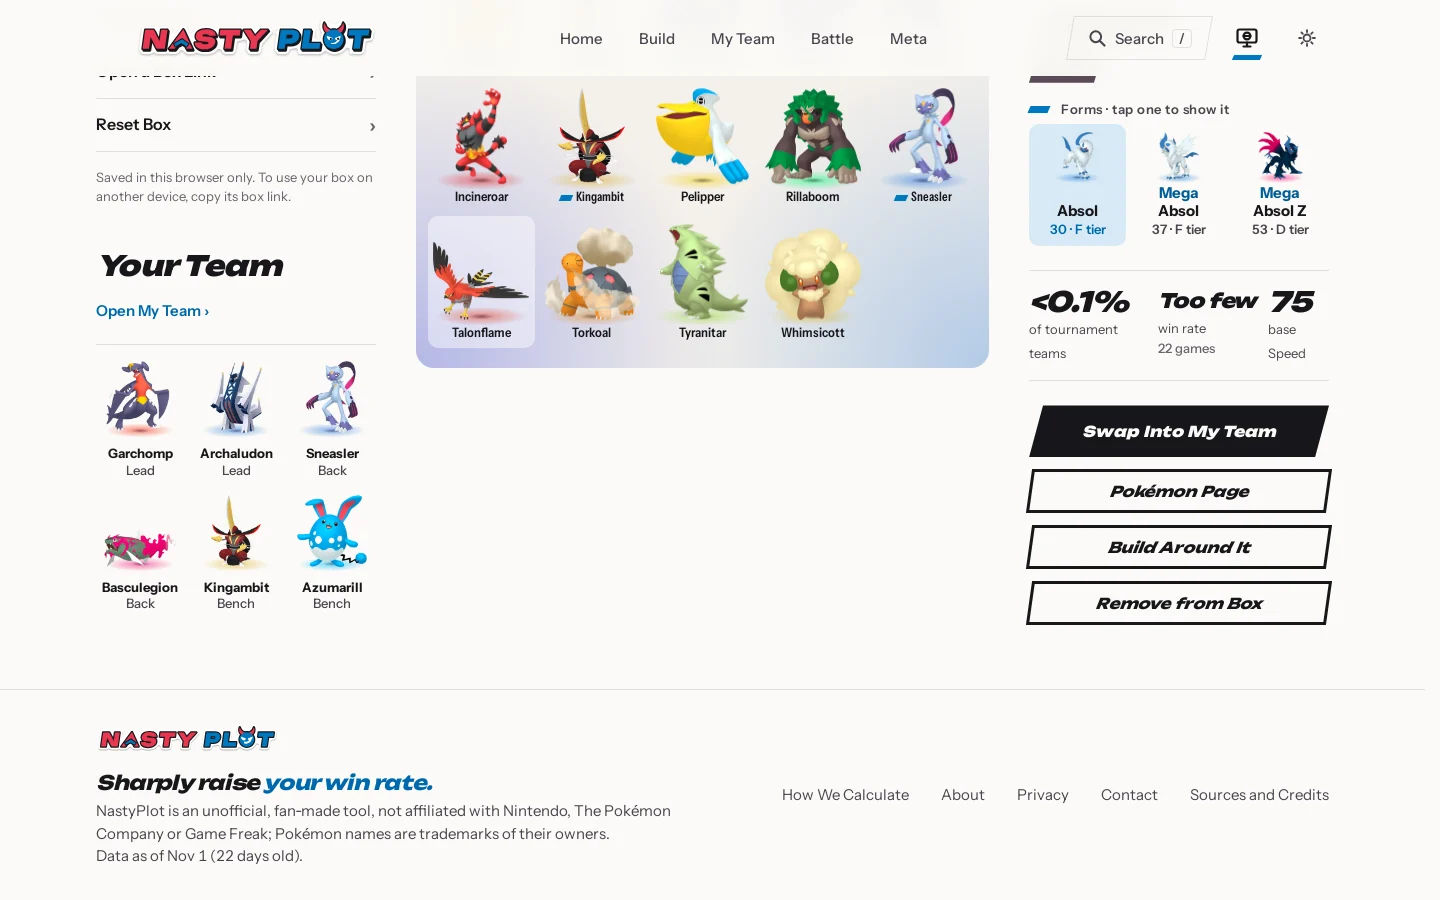 NASTY PLOT
Home
Build
My Team
Battle
Meta
Search /
Open a Box Link ›
Reset Box ›
Saved in this browser only. To use your box on
another device, copy its box link.
Your Team
Open My Team ›
Garchomp
Lead
Archaludon
Lead
Sneasler
Back
Basculegion
Back
Kingambit
Bench
Azumarill
Bench
Incineroar
Kingambit
Pelipper
Rillaboom
Sneasler
Talonflame
Torkoal
Tyranitar
Whimsicott
Forms · tap one to show it
Absol
30 · F tier
Mega
Absol
37 · F tier
Mega
Absol Z
53 · D tier
<0.1%
of tournament
teams
Too few
win rate
22 games
75
base
Speed
Swap Into My Team
Pokémon Page
Build Around It
Remove from Box
NASTY PLOT
Sharply raise your win rate.
NastyPlot is an unofficial, fan-made tool, not affiliated with Nintendo, The Pokémon
Company or Game Freak; Pokémon names are trademarks of their owners.
Data as of Nov 1 (22 days old).
How We Calculate
About
Privacy
Contact
Sources and Credits